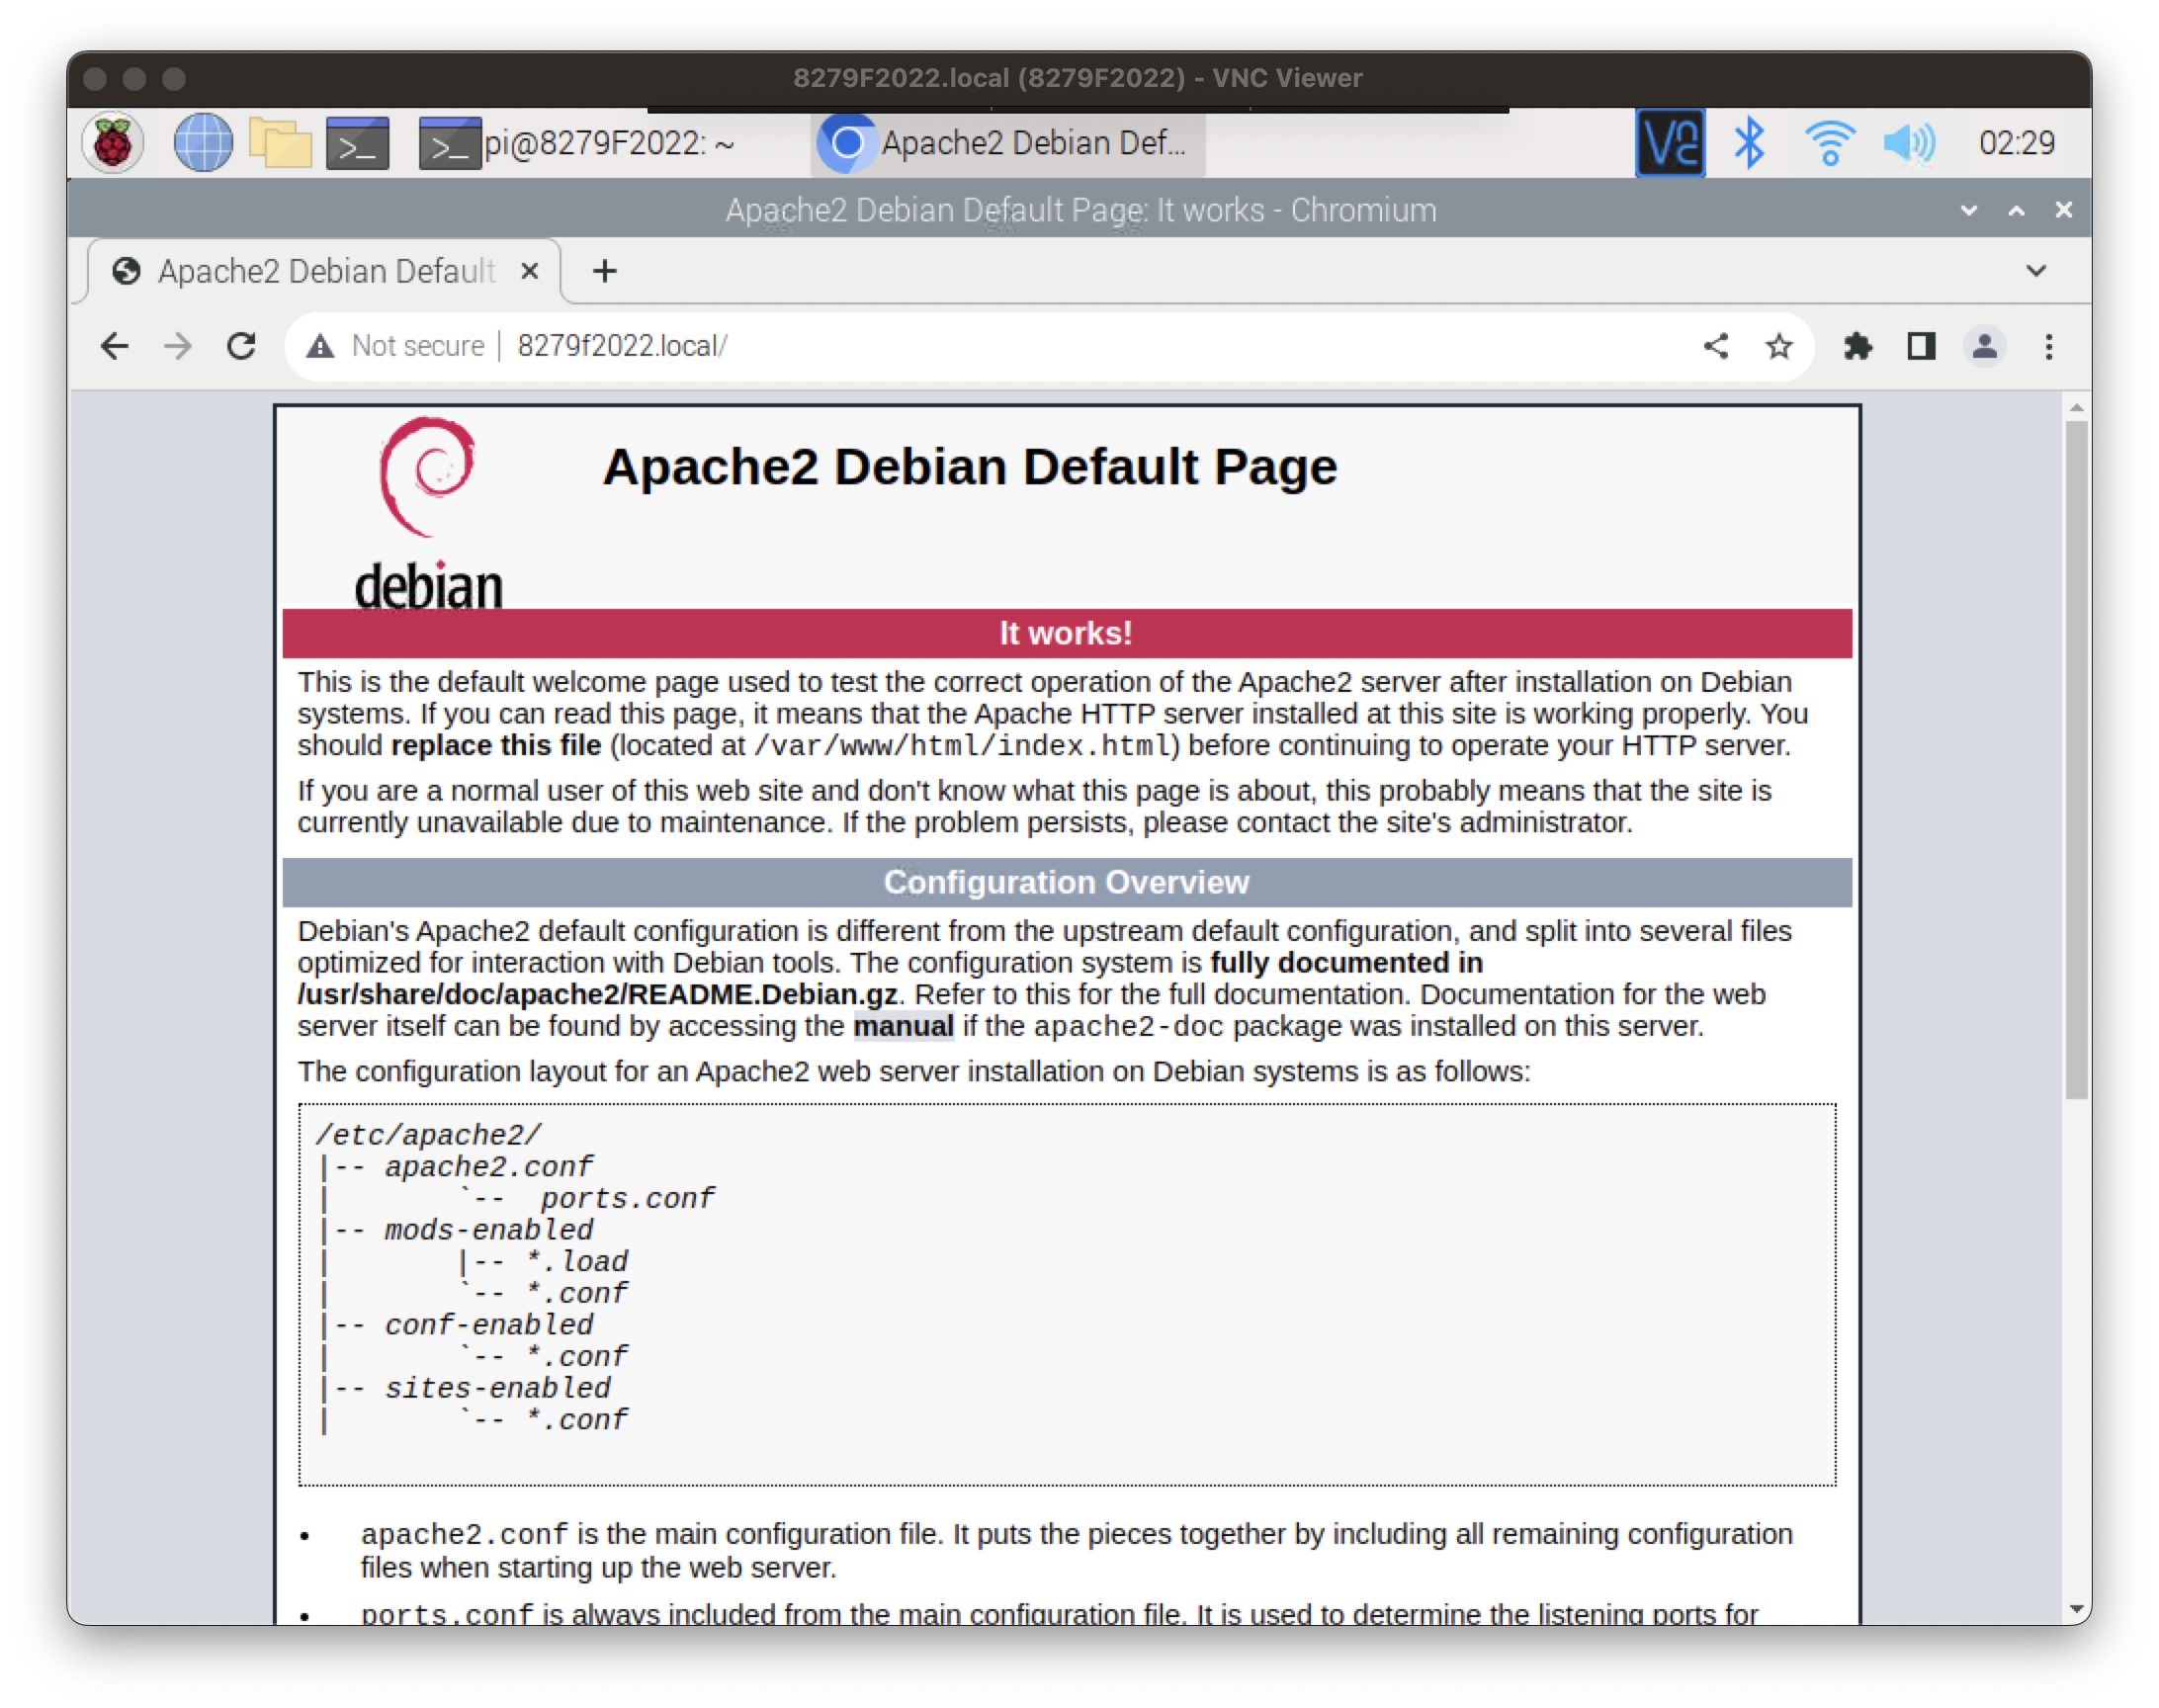 8279F2022.local (8279F2022) - VNC Viewer
>_ >_ pi@8279F2022: ~ Apache2 Debian Def... VNC 02:29
Apache2 Debian Default Page: It works - Chromium
Apache2 Debian Default
Not secure | 8279f2022.local/
Apache2 Debian Default Page
debian
It works!
This is the default welcome page used to test the correct operation of the Apache2 server after installation on Debian
systems. If you can read this page, it means that the Apache HTTP server installed at this site is working properly. You
should replace this file (located at /var/www/html/index.html) before continuing to operate your HTTP server.
If you are a normal user of this web site and don't know what this page is about, this probably means that the site is
currently unavailable due to maintenance. If the problem persists, please contact the site's administrator.
Configuration Overview
Debian's Apache2 default configuration is different from the upstream default configuration, and split into several files
optimized for interaction with Debian tools. The configuration system is fully documented in
/usr/share/doc/apache2/README.Debian.gz. Refer to this for the full documentation. Documentation for the web
server itself can be found by accessing the manual if the apache2-doc package was installed on this server.
The configuration layout for an Apache2 web server installation on Debian systems is as follows:
/etc/apache2/
|-- apache2.conf
|       `--  ports.conf
|-- mods-enabled
|       |-- *.load
|       `-- *.conf
|-- conf-enabled
|       `-- *.conf
|-- sites-enabled
|       `-- *.conf
• apache2.conf is the main configuration file. It puts the pieces together by including all remaining configuration
files when starting up the web server.
• ports.conf is always included from the main configuration file. It is used to determine the listening ports for